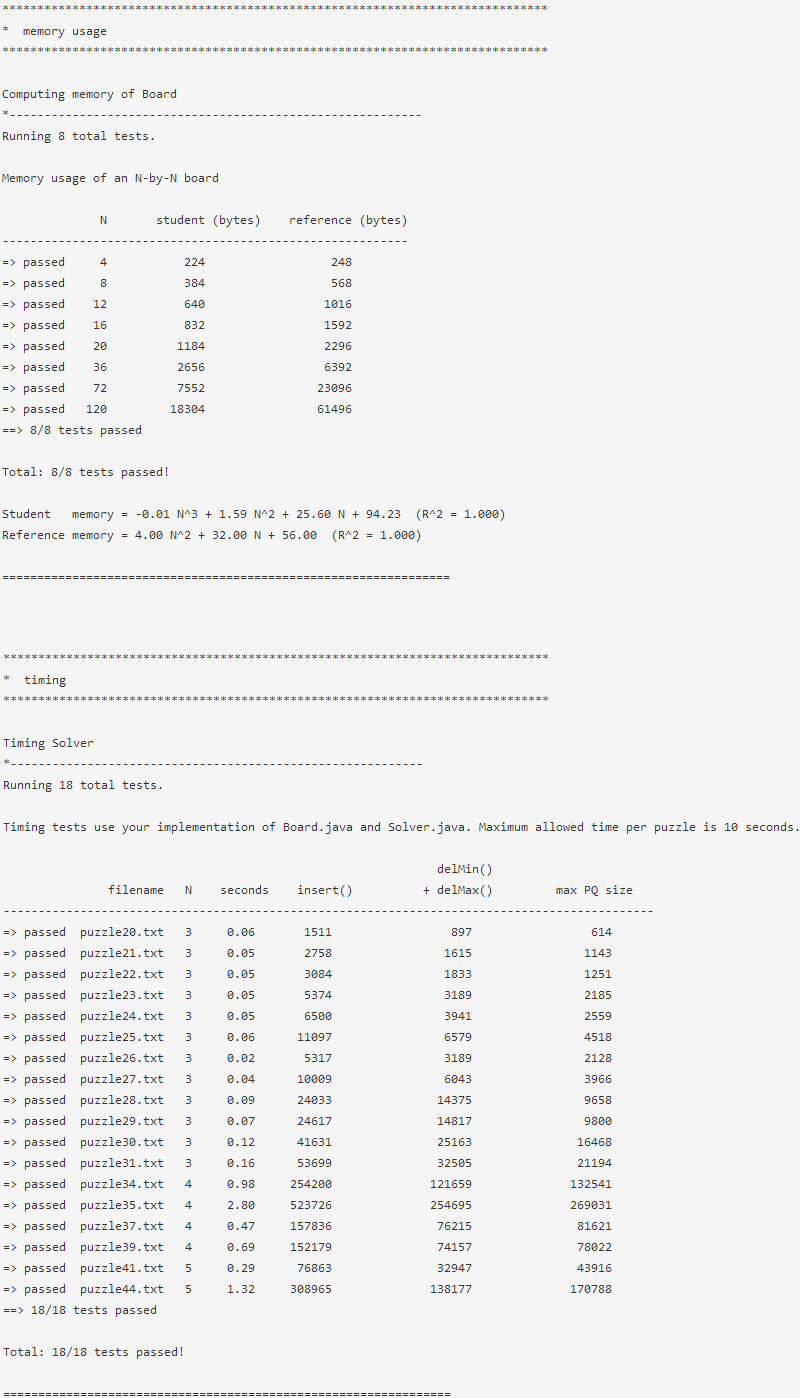 ******************************************************************************
*  memory usage
******************************************************************************
Computing memory of Board
*-----------------------------------------------------------
Running 8 total tests.
Memory usage of an N-by-N board
              N       student (bytes)    reference (bytes)
----------------------------------------------------------
=> passed     4           224                  248
=> passed     8           384                  568
=> passed    12           640                 1016
=> passed    16           832                 1592
=> passed    20          1184                 2296
=> passed    36          2656                 6392
=> passed    72          7552                23096
=> passed   120         18304                61496
==> 8/8 tests passed
Total: 8/8 tests passed!
Student   memory = -0.01 N^3 + 1.59 N^2 + 25.60 N + 94.23  (R^2 = 1.000)
Reference memory = 4.00 N^2 + 32.00 N + 56.00  (R^2 = 1.000)
================================================================
******************************************************************************
*  timing
******************************************************************************
Timing Solver
*-----------------------------------------------------------
Running 18 total tests.
Timing tests use your implementation of Board.java and Solver.java. Maximum allowed time per puzzle is 10 seconds.
                                                              delMin()
               filename   N    seconds    insert()          + delMax()         max PQ size
---------------------------------------------------------------------------------------------
=> passed  puzzle20.txt   3     0.06       1511                 897                 614
=> passed  puzzle21.txt   3     0.05       2758                1615                1143
=> passed  puzzle22.txt   3     0.05       3084                1833                1251
=> passed  puzzle23.txt   3     0.05       5374                3189                2185
=> passed  puzzle24.txt   3     0.05       6500                3941                2559
=> passed  puzzle25.txt   3     0.06      11097                6579                4518
=> passed  puzzle26.txt   3     0.02       5317                3189                2128
=> passed  puzzle27.txt   3     0.04      10009                6043                3966
=> passed  puzzle28.txt   3     0.09      24033               14375                9658
=> passed  puzzle29.txt   3     0.07      24617               14817                9800
=> passed  puzzle30.txt   3     0.12      41631               25163               16468
=> passed  puzzle31.txt   3     0.16      53699               32505               21194
=> passed  puzzle34.txt   4     0.98     254200              121659              132541
=> passed  puzzle35.txt   4     2.80     523726              254695              269031
=> passed  puzzle37.txt   4     0.47     157836               76215               81621
=> passed  puzzle39.txt   4     0.69     152179               74157               78022
=> passed  puzzle41.txt   5     0.29      76863               32947               43916
=> passed  puzzle44.txt   5     1.32     308965              138177              170788
==> 18/18 tests passed
Total: 18/18 tests passed!
================================================================